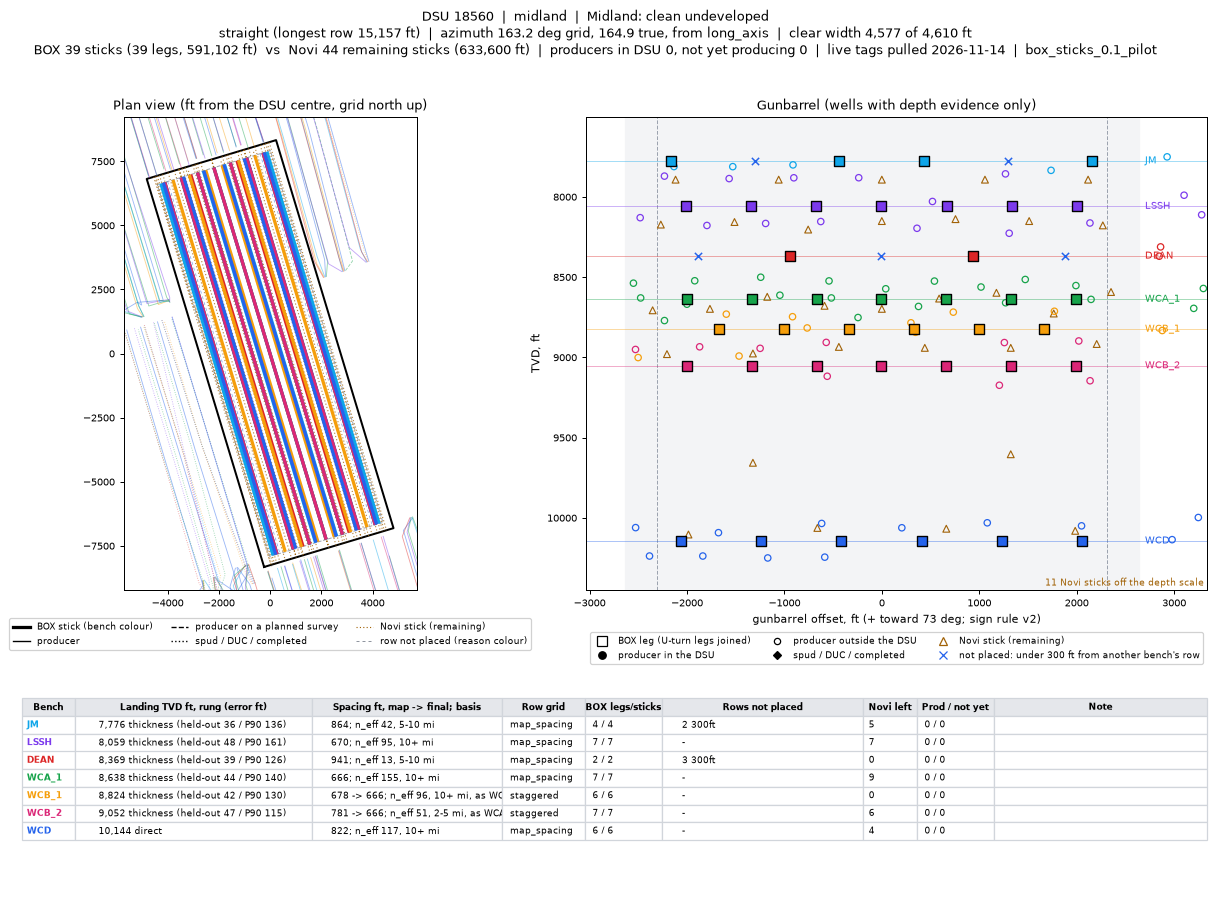 DSU 18560 | midland | Midland: clean undeveloped
straight (longest row 15,157 ft) | azimuth 163.2 deg grid, 164.9 true, from long_axis | clear width 4,577 of 4,610 ft
BOX 39 sticks (39 legs, 591,102 ft) vs Novi 44 remaining sticks (633,600 ft) | producers in DSU 0, not yet producing 0 | live tags pulled 2026-11-14 | box_sticks_0.1_pilot
Plan view (ft from the DSU centre, grid north up)
7500
5000
2500
0
−2500
−5000
−7500
−4000 −2000 0 2000 4000
BOX stick (bench colour)
producer
producer on a planned survey
spud / DUC / completed
Novi stick (remaining)
row not placed (reason colour)
Gunbarrel (wells with depth evidence only)
TVD, ft
8000
8500
9000
9500
10000
JM
LSSH
DEAN
WCA_1
WCB_1
WCB_2
WCD
11 Novi sticks off the depth scale
−3000 −2000 −1000 0 1000 2000 3000
gunbarrel offset, ft (+ toward 73 deg; sign rule v2)
BOX leg (U-turn legs joined)
producer in the DSU
producer outside the DSU
spud / DUC / completed
Novi stick (remaining)
not placed: under 300 ft from another bench's row
Bench Landing TVD ft, rung (error ft) Spacing ft, map -> final; basis Row grid BOX legs/sticks Rows not placed Novi left Prod / not yet Note
JM 7,776 thickness (held-out 36 / P90 136) 864; n_eff 42, 5-10 mi map_spacing 4 / 4 2 300ft 5 0 / 0
LSSH 8,059 thickness (held-out 48 / P90 161) 670; n_eff 95, 10+ mi map_spacing 7 / 7 - 7 0 / 0
DEAN 8,369 thickness (held-out 39 / P90 126) 941; n_eff 13, 5-10 mi map_spacing 2 / 2 3 300ft 0 0 / 0
WCA_1 8,638 thickness (held-out 44 / P90 140) 666; n_eff 155, 10+ mi map_spacing 7 / 7 - 9 0 / 0
WCB_1 8,824 thickness (held-out 42 / P90 130) 678 -> 666; n_eff 96, 10+ mi, as WC staggered 6 / 6 - 0 0 / 0
WCB_2 9,052 thickness (held-out 47 / P90 115) 781 -> 666; n_eff 51, 2-5 mi, as WCA staggered 7 / 7 - 6 0 / 0
WCD 10,144 direct 822; n_eff 117, 10+ mi map_spacing 6 / 6 - 4 0 / 0